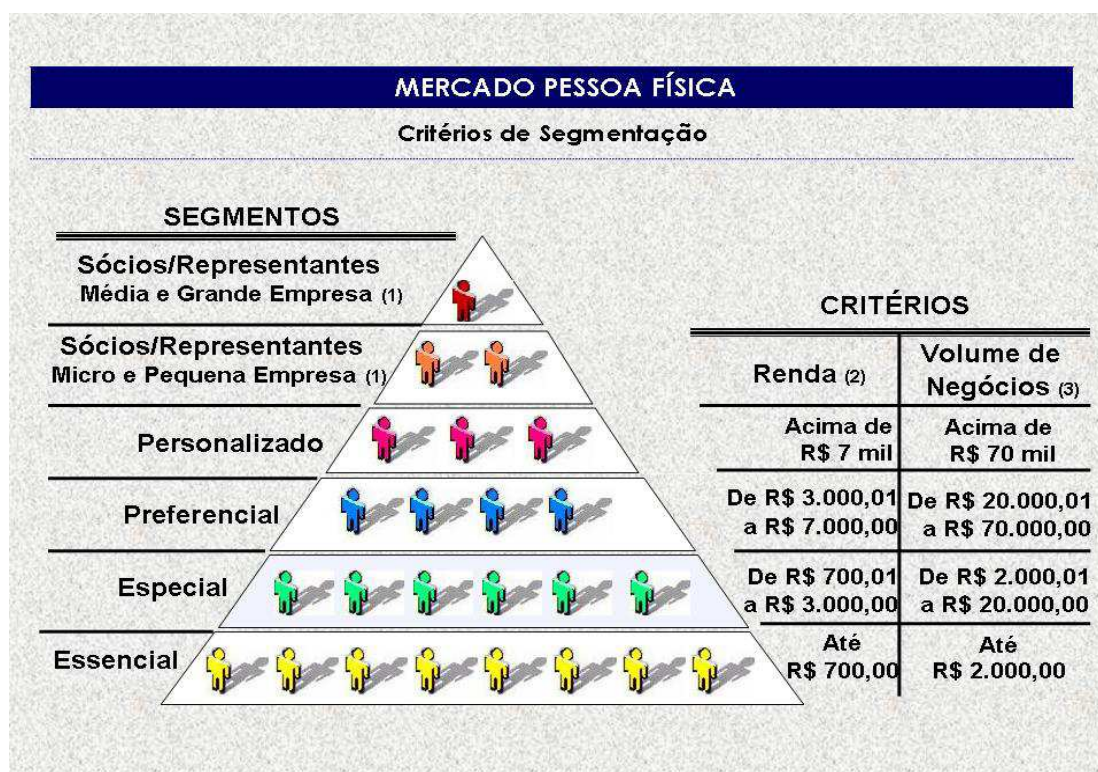 MERCADO PESSOA FÍSICA
Critérios de Segmentação
SEGMENTOS
Sócios/Representantes
Média e Grande Empresa (1)
Sócios/Representantes
Micro e Pequena Empresa (1)
Personalizado
Preferencial
Especial
Essencial
CRITÉRIOS
Renda (2)
Volume de
Negócios (3)
Acima de
R$ 7 mil
Acima de
R$ 70 mil
De R$ 3.000,01
a R$ 7.000,00
De R$ 20.000,01
a R$ 70.000,00
De R$ 700,01
a R$ 3.000,00
De R$ 2.000,01
a R$ 20.000,00
Até
R$ 700,00
Até
R$ 2.000,00